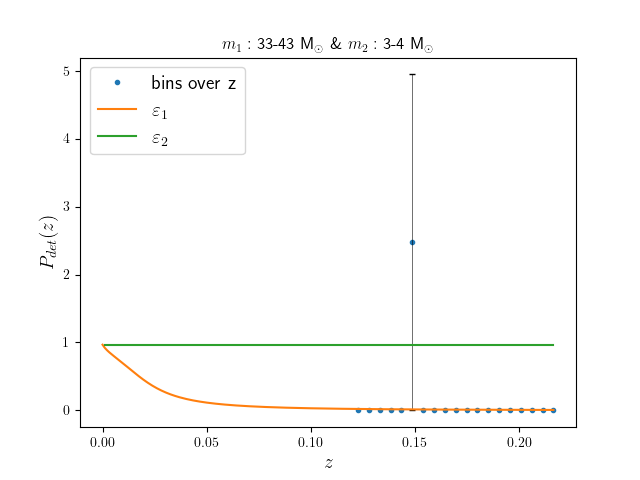 m₁ : 33-43 M⊙ & m₂ : 3-4 M⊙
bins over z
ε₁
ε₂
P_det(z)
5
4
3
2
1
0
0.00 0.05 0.10 0.15 0.20
z